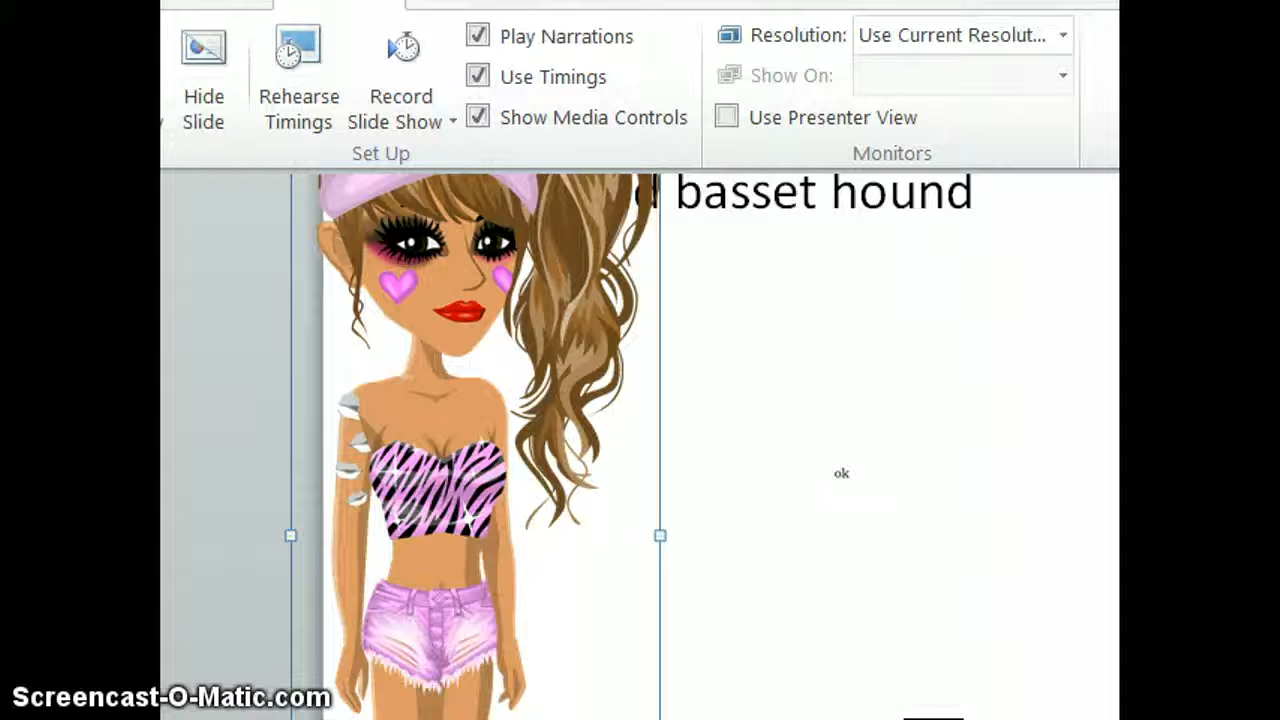 Hide Slide
Rehearse Timings
Record Slide Show
Play Narrations
Use Timings
Show Media Controls
Set Up
Resolution: Use Current Resolut...
Show On:
Use Presenter View
Monitors
basset hound
ok
Screencast-O-Matic.com